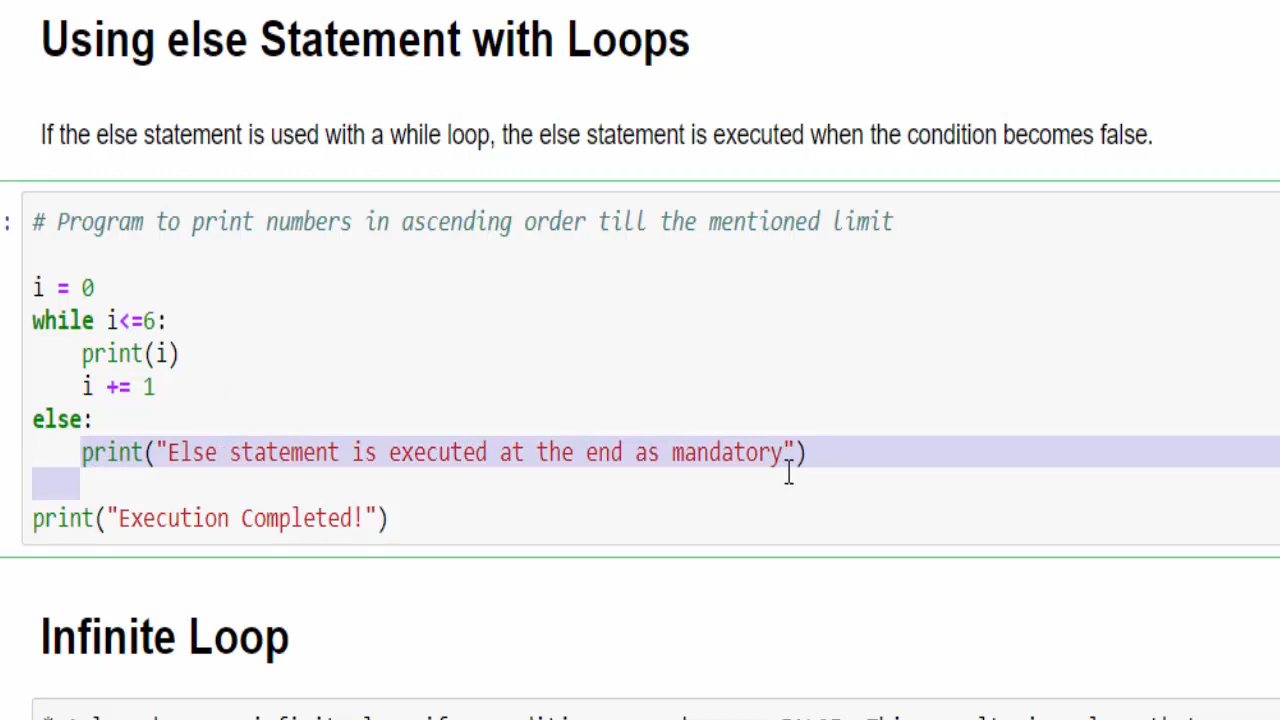 Using else Statement with Loops
If the else statement is used with a while loop, the else statement is executed when the condition becomes false.
:
# Program to print numbers in ascending order till the mentioned limit
i = 0
while i<=6:
    print(i)
    i += 1
else:
    print("Else statement is executed at the end as mandatory")
print("Execution Completed!")
Infinite Loop